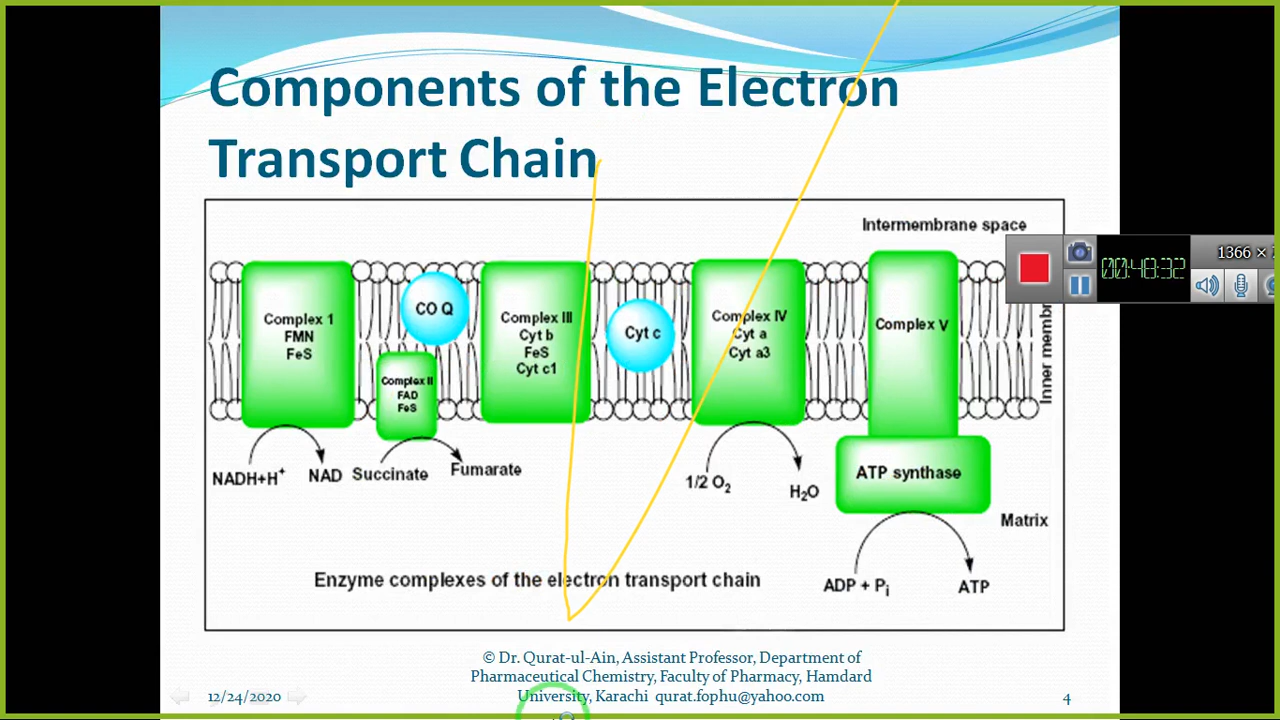 Components of the Electron
Transport Chain
Intermembrane space
1366 ×
00:48:32
CO Q
Complex 1
FMN
FeS
Complex III
Cyt b
FeS
Cyt c1
Cyt c
Complex IV
Cyt a
Cyt a3
Complex V
Inner
Complex II
FAD
FeS
NADH+H⁺
NAD
Succinate
Fumarate
1/2 O₂
H₂O
ATP synthase
Matrix
Enzyme complexes of the electron transport chain
ADP + Pᵢ
ATP
© Dr. Qurat-ul-Ain, Assistant Professor, Department of
Pharmaceutical Chemistry, Faculty of Pharmacy, Hamdard
University, Karachi qurat.fophu@yahoo.com
12/24/2020
4